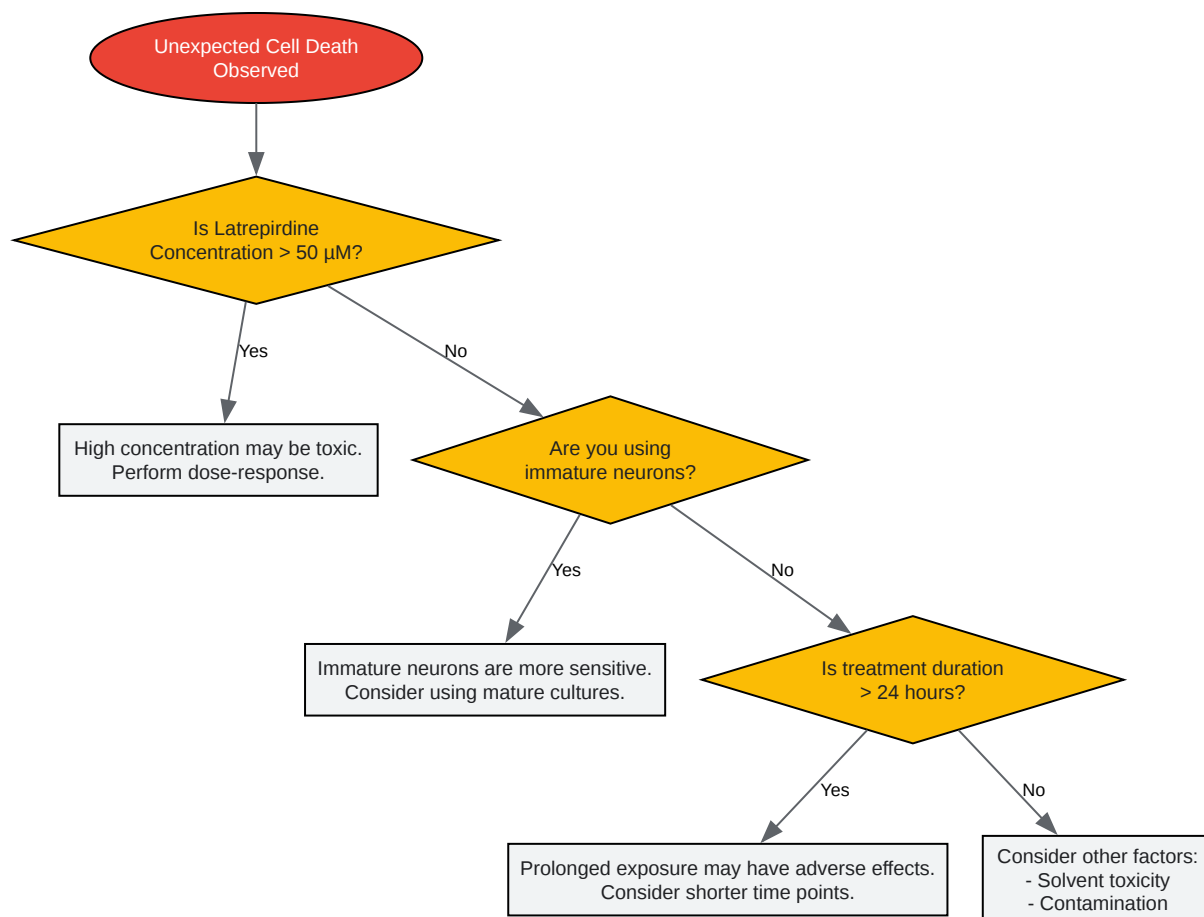 Unexpected Cell Death
Observed
Is Latrepirdine
Concentration > 50 µM?
Yes
No
High concentration may be toxic.
Perform dose-response.
Are you using
immature neurons?
Yes
No
Immature neurons are more sensitive.
Consider using mature cultures.
Is treatment duration
> 24 hours?
Yes
No
Prolonged exposure may have adverse effects.
Consider shorter time points.
Consider other factors:
- Solvent toxicity
- Contamination